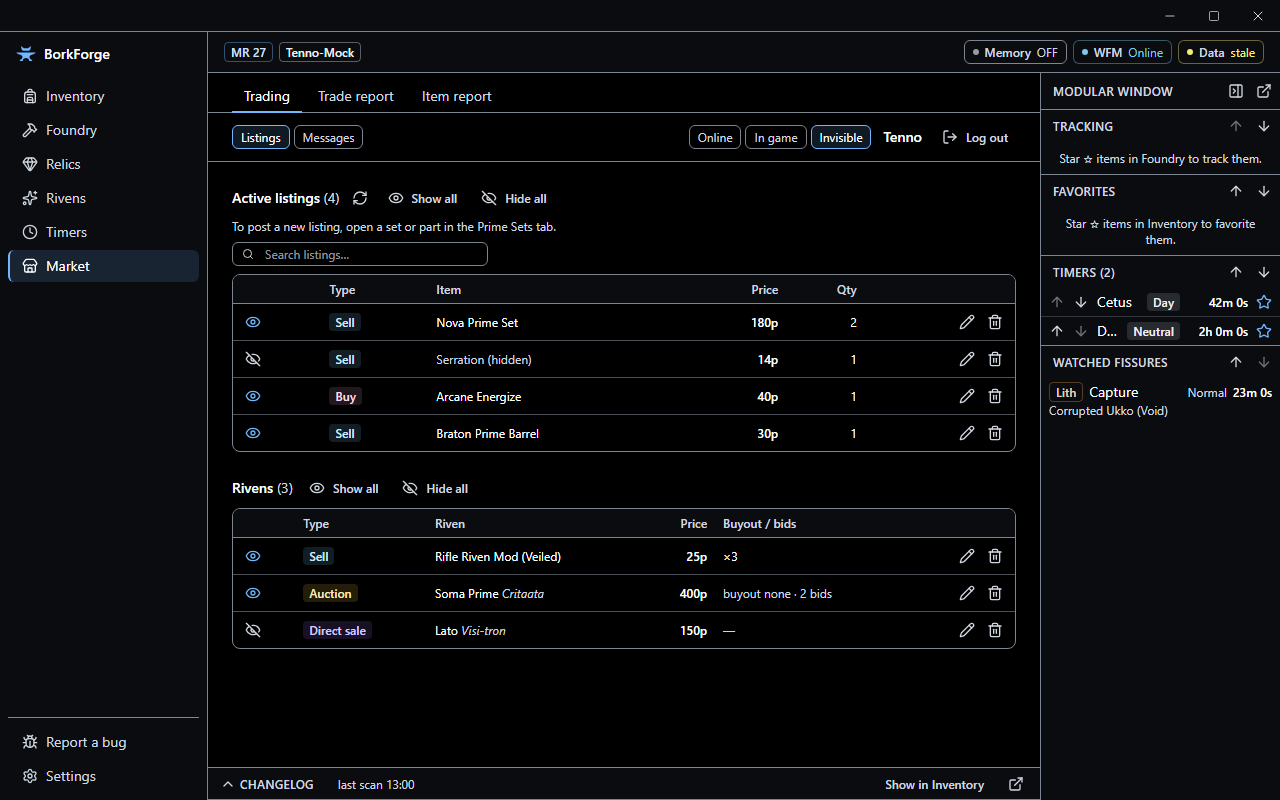 BorkForge
MR 27
Tenno-Mock
Memory OFF
WFM Online
Data stale
Inventory
Foundry
Relics
Rivens
Timers
Market
Report a bug
Settings
Trading
Trade report
Item report
Listings
Messages
Online
In game
Invisible
Tenno
Log out
Active listings (4)
Show all
Hide all
To post a new listing, open a set or part in the Prime Sets tab.
Search listings...
Type Item Price Qty
Sell Nova Prime Set 180p 2
Sell Serration (hidden) 14p 1
Buy Arcane Energize 40p 1
Sell Braton Prime Barrel 30p 1
Rivens (3)
Show all
Hide all
Type Riven Price Buyout / bids
Sell Rifle Riven Mod (Veiled) 25p ×3
Auction Soma Prime Critaata 400p buyout none · 2 bids
Direct sale Lato Visi-tron 150p —
CHANGELOG
last scan 13:00
Show in Inventory
MODULAR WINDOW
TRACKING
Star ☆ items in Foundry to track them.
FAVORITES
Star ☆ items in Inventory to favorite
them.
TIMERS (2)
Cetus Day 42m 0s
D... Neutral 2h 0m 0s
WATCHED FISSURES
Lith Capture Normal 23m 0s
Corrupted Ukko (Void)